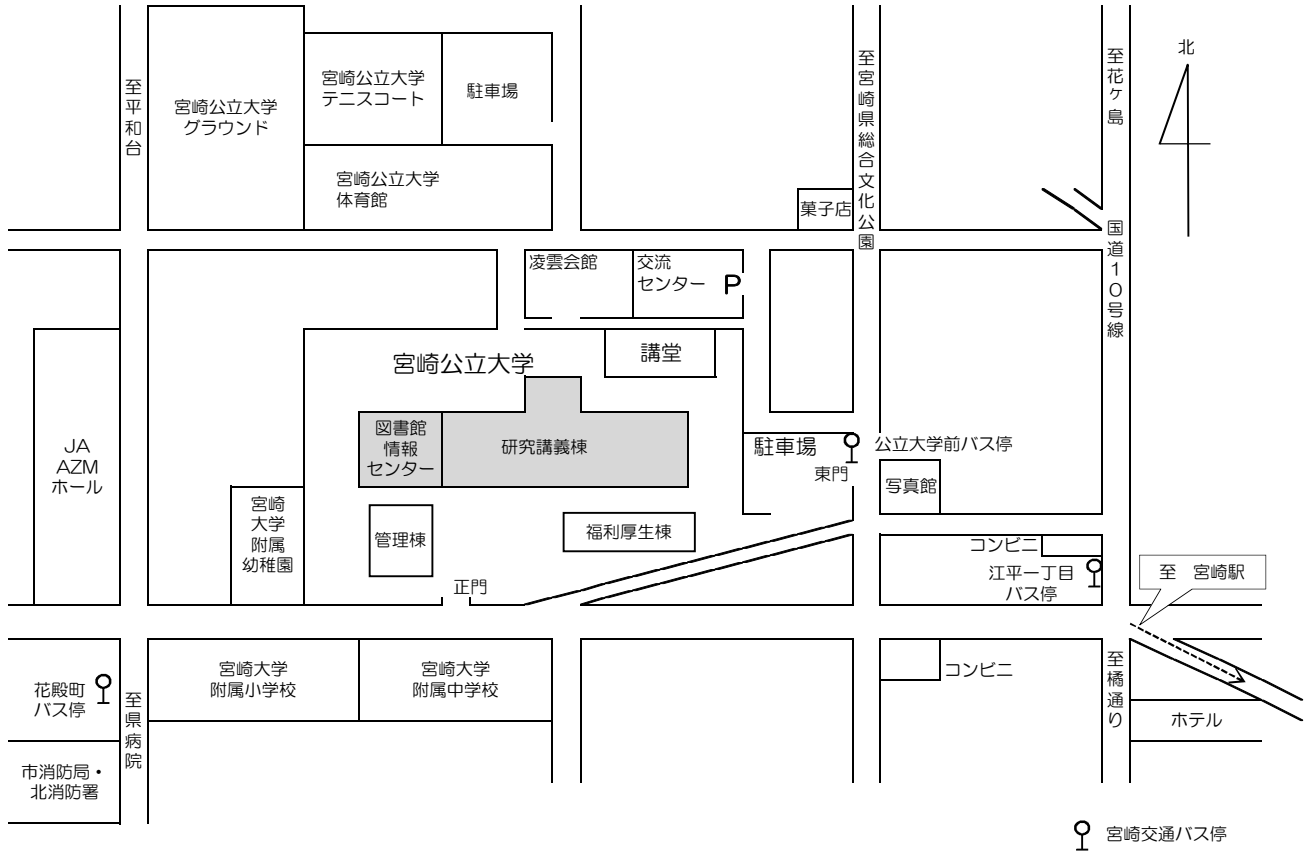 至平和台
宮崎公立大学
グラウンド
宮崎公立大学
テニスコート
駐車場
宮崎公立大学
体育館
至宮崎県総合文化公園
菓子店
至花ヶ島
北
国道10号線
凌雲会館
交流
センター
P
講堂
宮崎公立大学
JA
AZM
ホール
図書館
情報
センター
研究講義棟
駐車場
公立大学前バス停
東門
写真館
宮崎
大学
附属
幼稚園
管理棟
福利厚生棟
正門
コンビニ
江平一丁目
バス停
至 宮崎駅
宮崎大学
附属小学校
宮崎大学
附属中学校
コンビニ
至橘通り
ホテル
花殿町
バス停
至県病院
市消防局・
北消防署
宮崎交通バス停